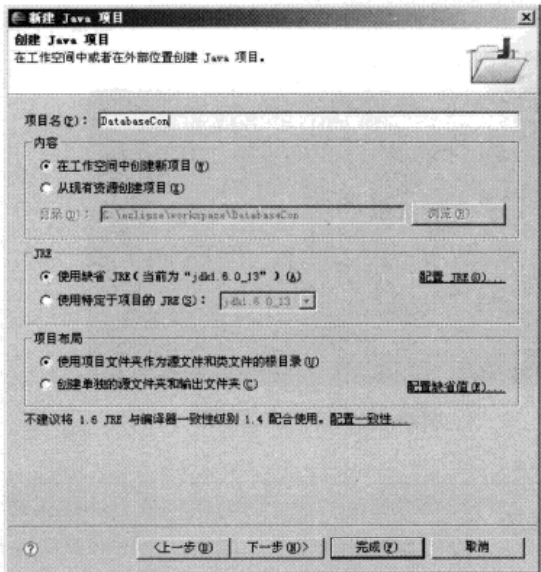 新建 Java 项目
创建 Java 项目
在工作空间中或者在外部位置创建 Java 项目。
项目名(P): DatabaseCon
内容
在工作空间中创建新项目(W)
从现有资源创建项目(X)
目录(D): E:\eclipse\workspace\DatabaseCon 浏览(R)...
JRE
使用缺省 JRE(当前为“jdk1.6.0_13”)(A) 配置 JRE(O)...
使用特定于项目的 JRE(S): jdk1.6.0_13
项目布局
使用项目文件夹作为源文件和类文件的根目录(U)
创建单独的源文件夹和输出文件夹(C) 配置缺省值(E)...
不建议将 1.6 JRE 与编译器一致性级别 1.4 配合使用。配置一致性...
? <上一步(B) 下一步(N)> 完成(F) 取消